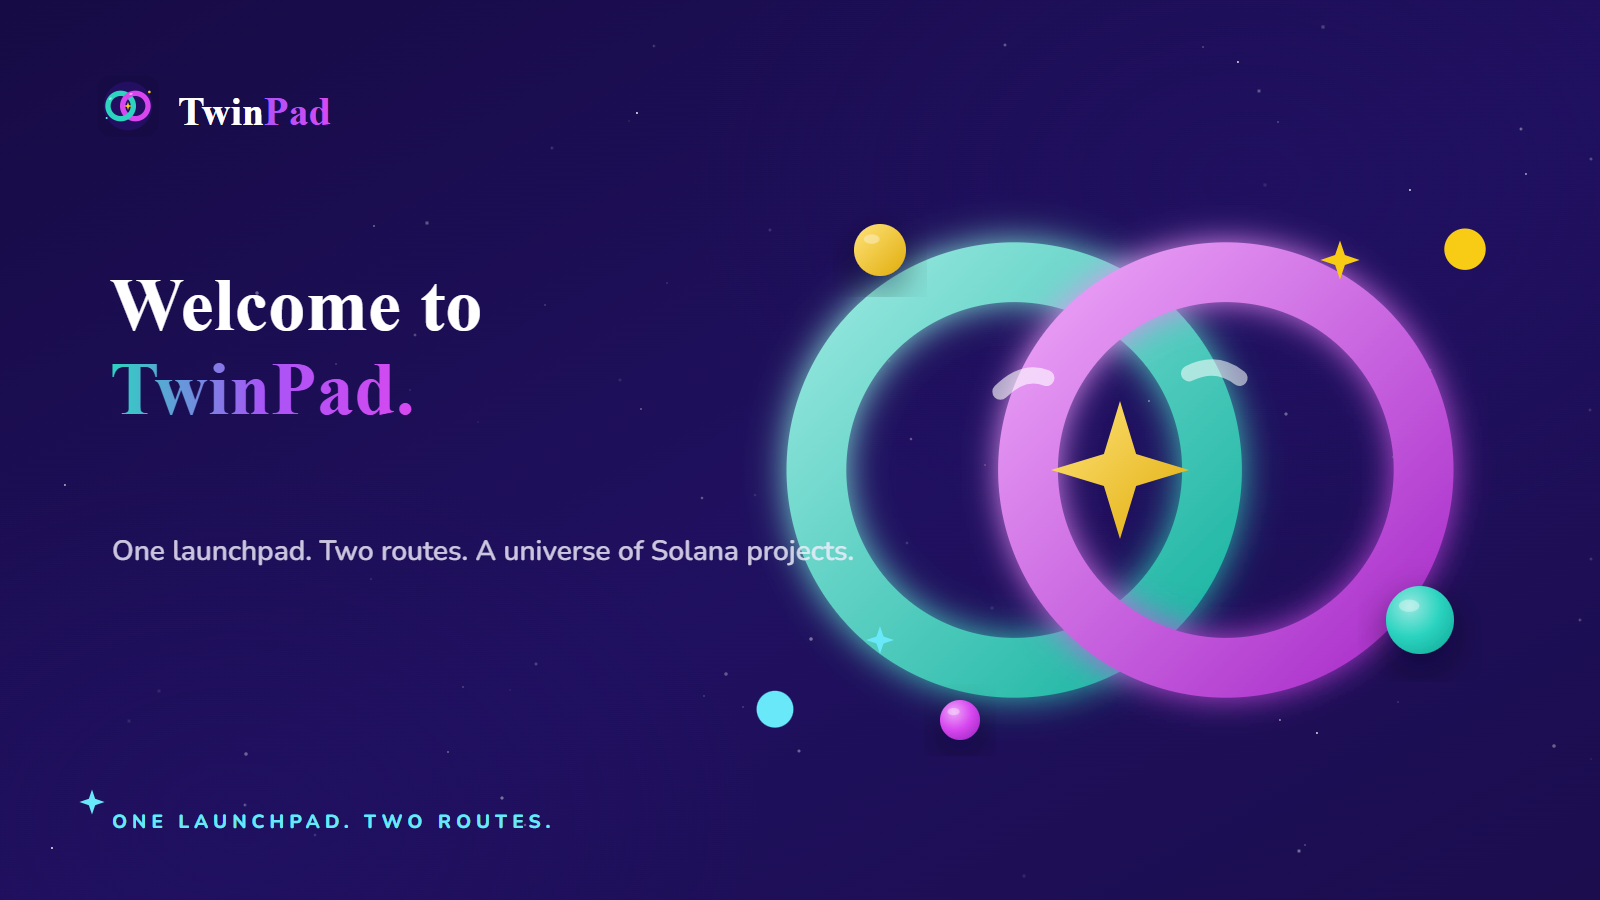 TwinPad
Welcome to
TwinPad.
One launchpad. Two routes. A universe of Solana projects.
ONE LAUNCHPAD. TWO ROUTES.